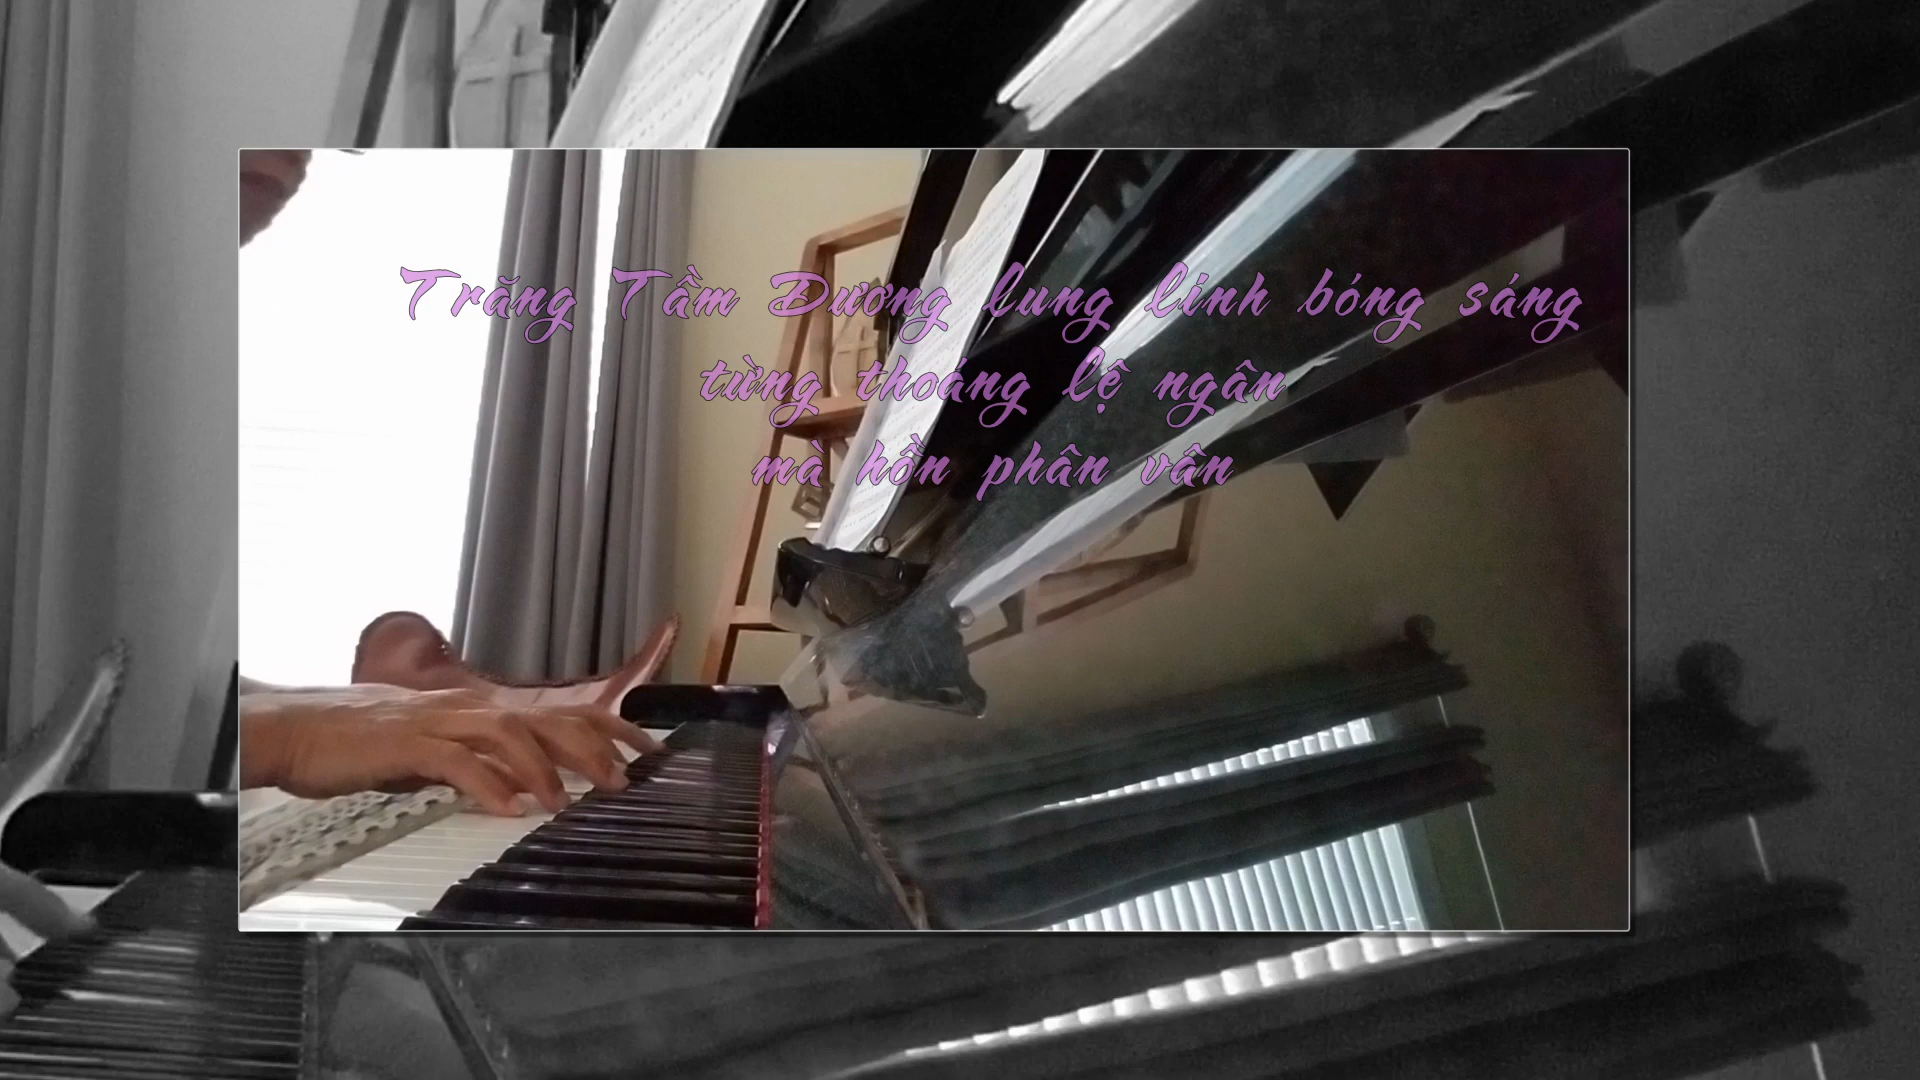 Trăng Tầm Dương lung linh bóng sáng
từng thoáng lệ ngân
mà hồn phân vân